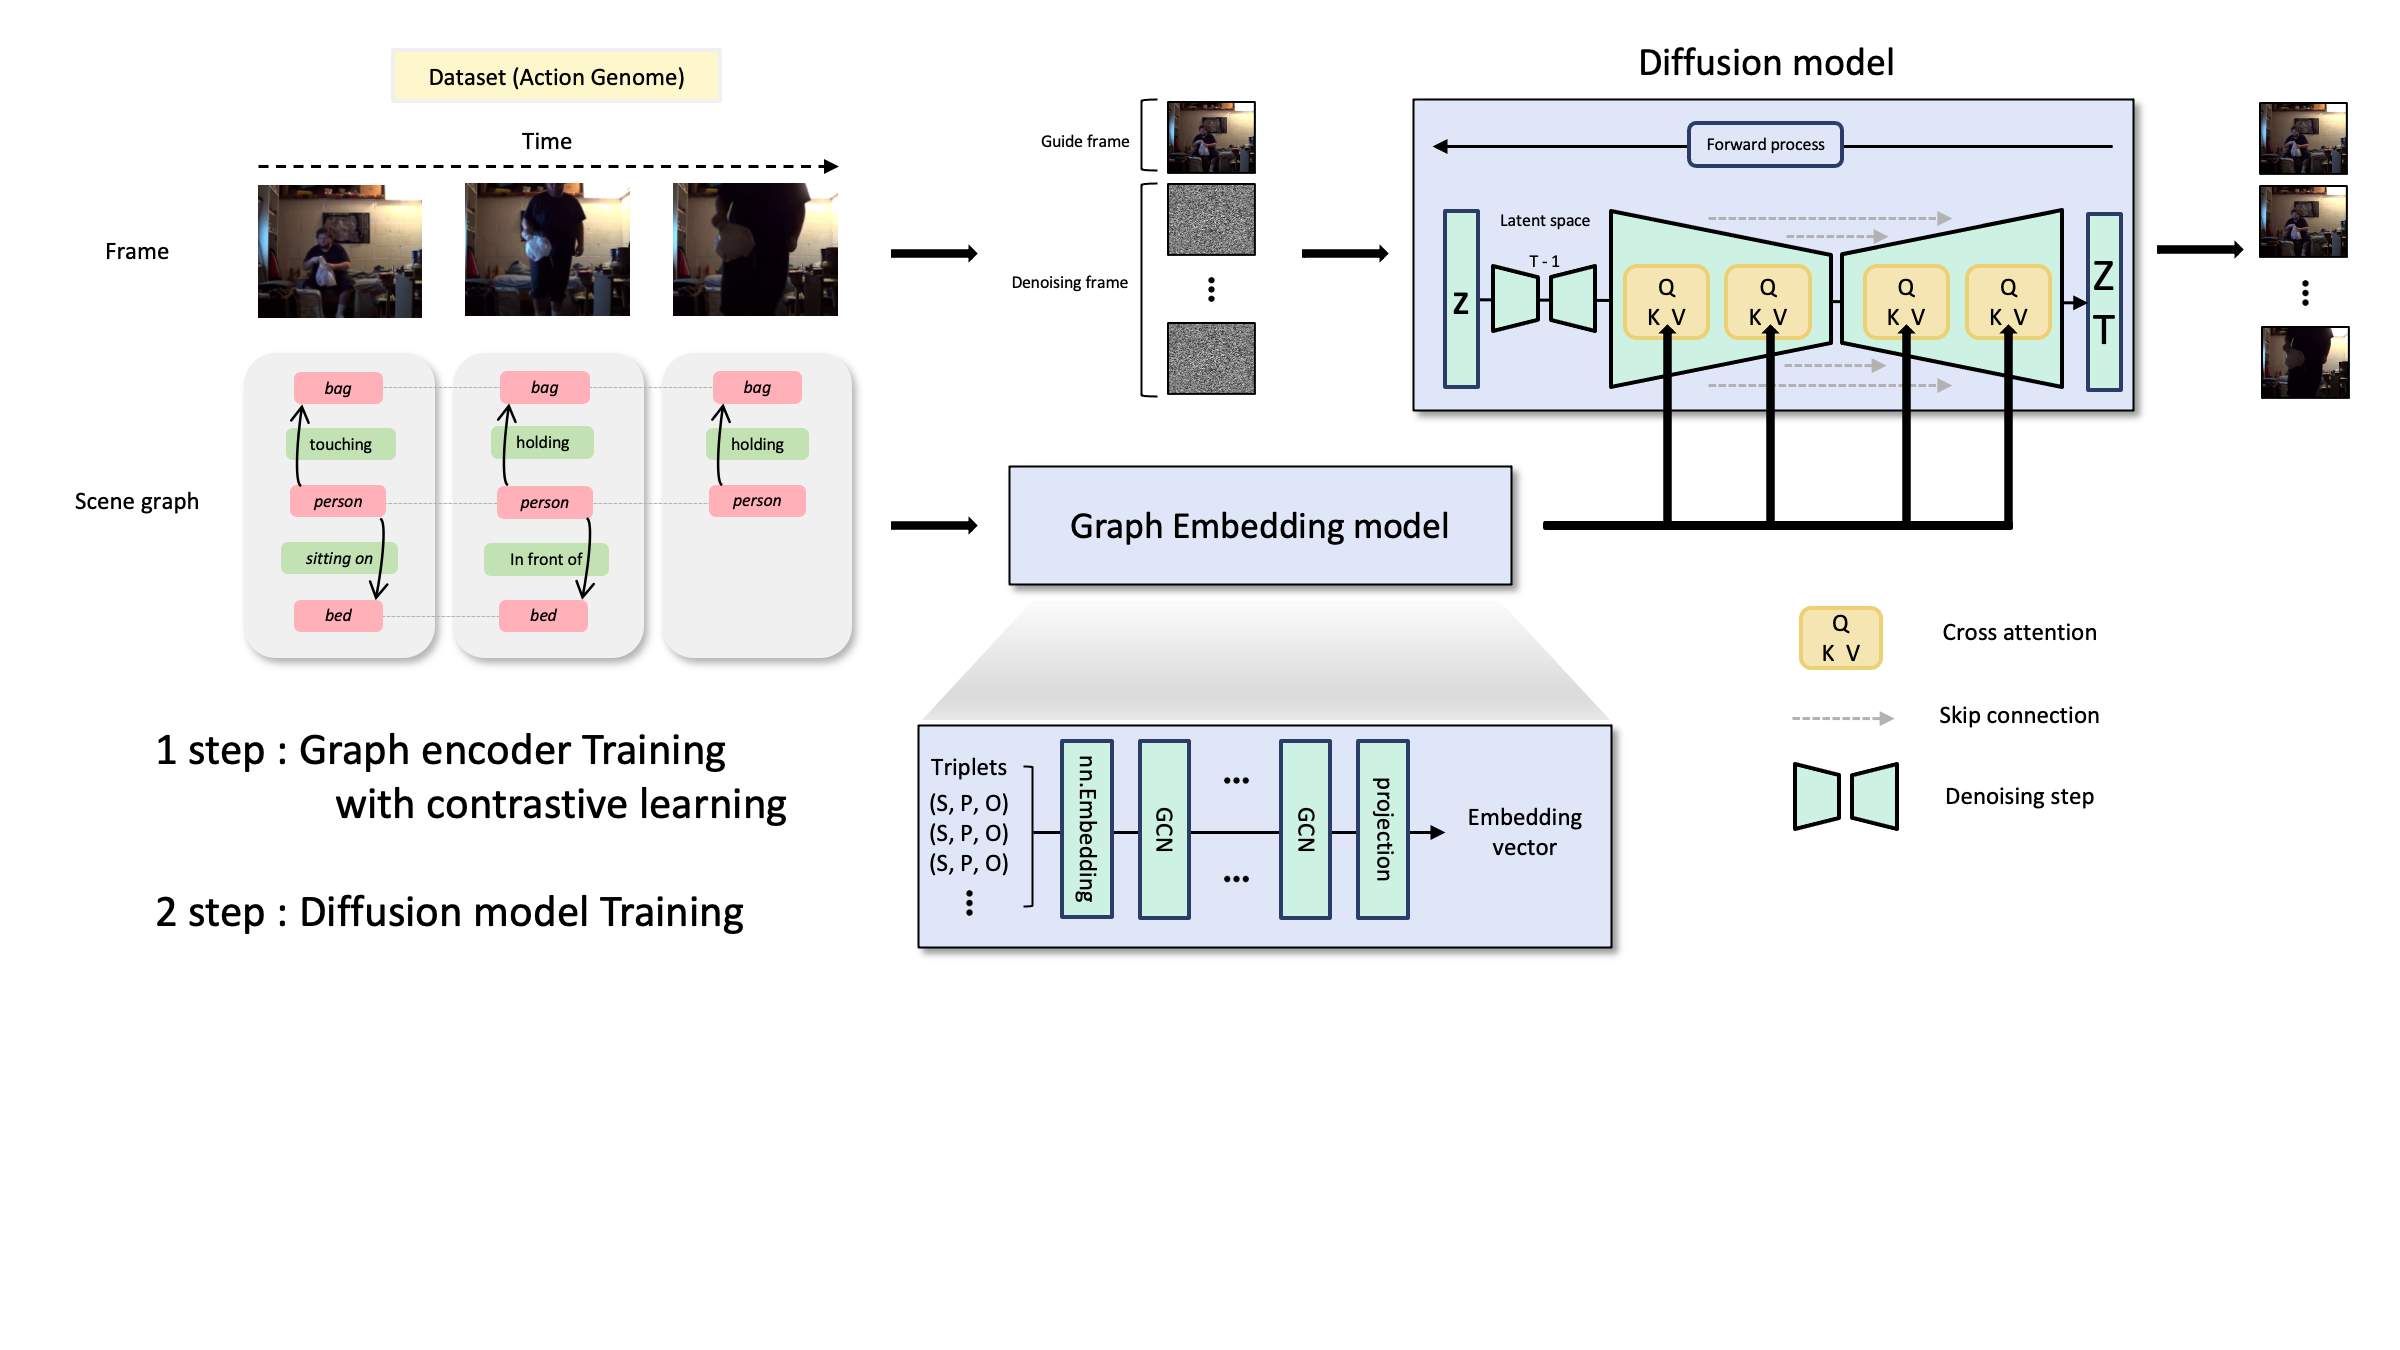 Dataset (Action Genome)
Time
Frame
Scene graph
bag
touching
person
sitting on
bed
bag
holding
person
In front of
bed
bag
holding
person
1 step : Graph encoder Training
with contrastive learning
2 step : Diffusion model Training
Guide frame
Denoising frame
Diffusion model
Forward process
Latent space
T - 1
Z
Q
K V
Q
K V
Q
K V
Q
K V
Z
T
Graph Embedding model
Triplets
(S, P, O)
(S, P, O)
(S, P, O)
nn.Embedding
GCN
GCN
projection
Embedding
vector
Q
K V
Cross attention
Skip connection
Denoising step